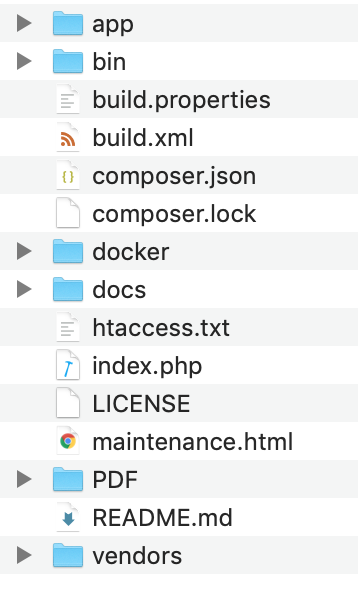 app
bin
build.properties
build.xml
composer.json
composer.lock
docker
docs
htaccess.txt
index.php
LICENSE
maintenance.html
PDF
README.md
vendors